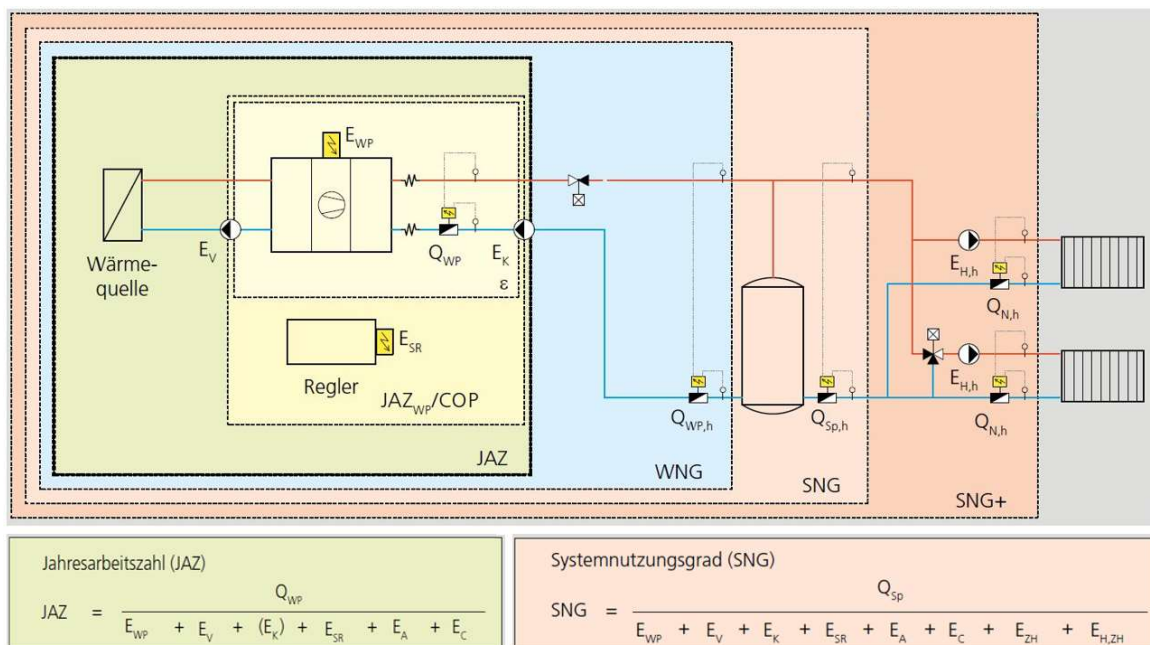 E_WP
E_V
Wärme-
quelle
Q_WP
E_K
ε
E_SR
Regler
JAZ_WP/COP
JAZ
Q_WP,h
WNG
Q_Sp,h
SNG
E_H,h
Q_N,h
E_H,h
Q_N,h
SNG+
Jahresarbeitszahl (JAZ)
Q_WP
JAZ =
E_WP + E_V + (E_K) + E_SR + E_A + E_C
Systemnutzungsgrad (SNG)
Q_Sp
SNG =
E_WP + E_V + E_K + E_SR + E_A + E_C + E_ZH + E_H,ZH